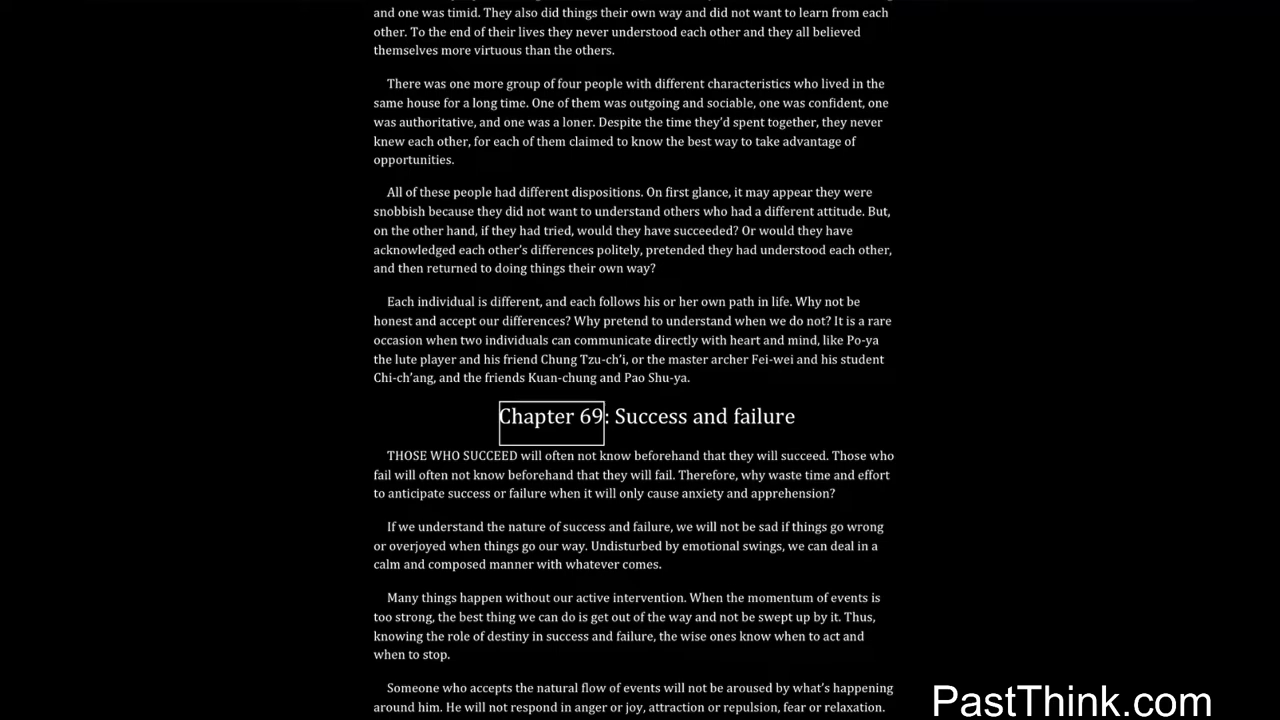 and one was timid. They also did things their own way and did not want to learn from each
other. To the end of their lives they never understood each other and they all believed
themselves more virtuous than the others.
There was one more group of four people with different characteristics who lived in the
same house for a long time. One of them was outgoing and sociable, one was confident, one
was authoritative, and one was a loner. Despite the time they’d spent together, they never
knew each other, for each of them claimed to know the best way to take advantage of
opportunities.
All of these people had different dispositions. On first glance, it may appear they were
snobbish because they did not want to understand others who had a different attitude. But,
on the other hand, if they had tried, would they have succeeded? Or would they have
acknowledged each other’s differences politely, pretended they had understood each other,
and then returned to doing things their own way?
Each individual is different, and each follows his or her own path in life. Why not be
honest and accept our differences? Why pretend to understand when we do not? It is a rare
occasion when two individuals can communicate directly with heart and mind, like Po-ya
the lute player and his friend Chung Tzu-ch’i, or the master archer Fei-wei and his student
Chi-ch’ang, and the friends Kuan-chung and Pao Shu-ya.
Chapter 69: Success and failure
THOSE WHO SUCCEED will often not know beforehand that they will succeed. Those who
fail will often not know beforehand that they will fail. Therefore, why waste time and effort
to anticipate success or failure when it will only cause anxiety and apprehension?
If we understand the nature of success and failure, we will not be sad if things go wrong
or overjoyed when things go our way. Undisturbed by emotional swings, we can deal in a
calm and composed manner with whatever comes.
Many things happen without our active intervention. When the momentum of events is
too strong, the best thing we can do is get out of the way and not be swept up by it. Thus,
knowing the role of destiny in success and failure, the wise ones know when to act and
when to stop.
Someone who accepts the natural flow of events will not be aroused by what’s happening
around him. He will not respond in anger or joy, attraction or repulsion, fear or relaxation.
PastThink.com